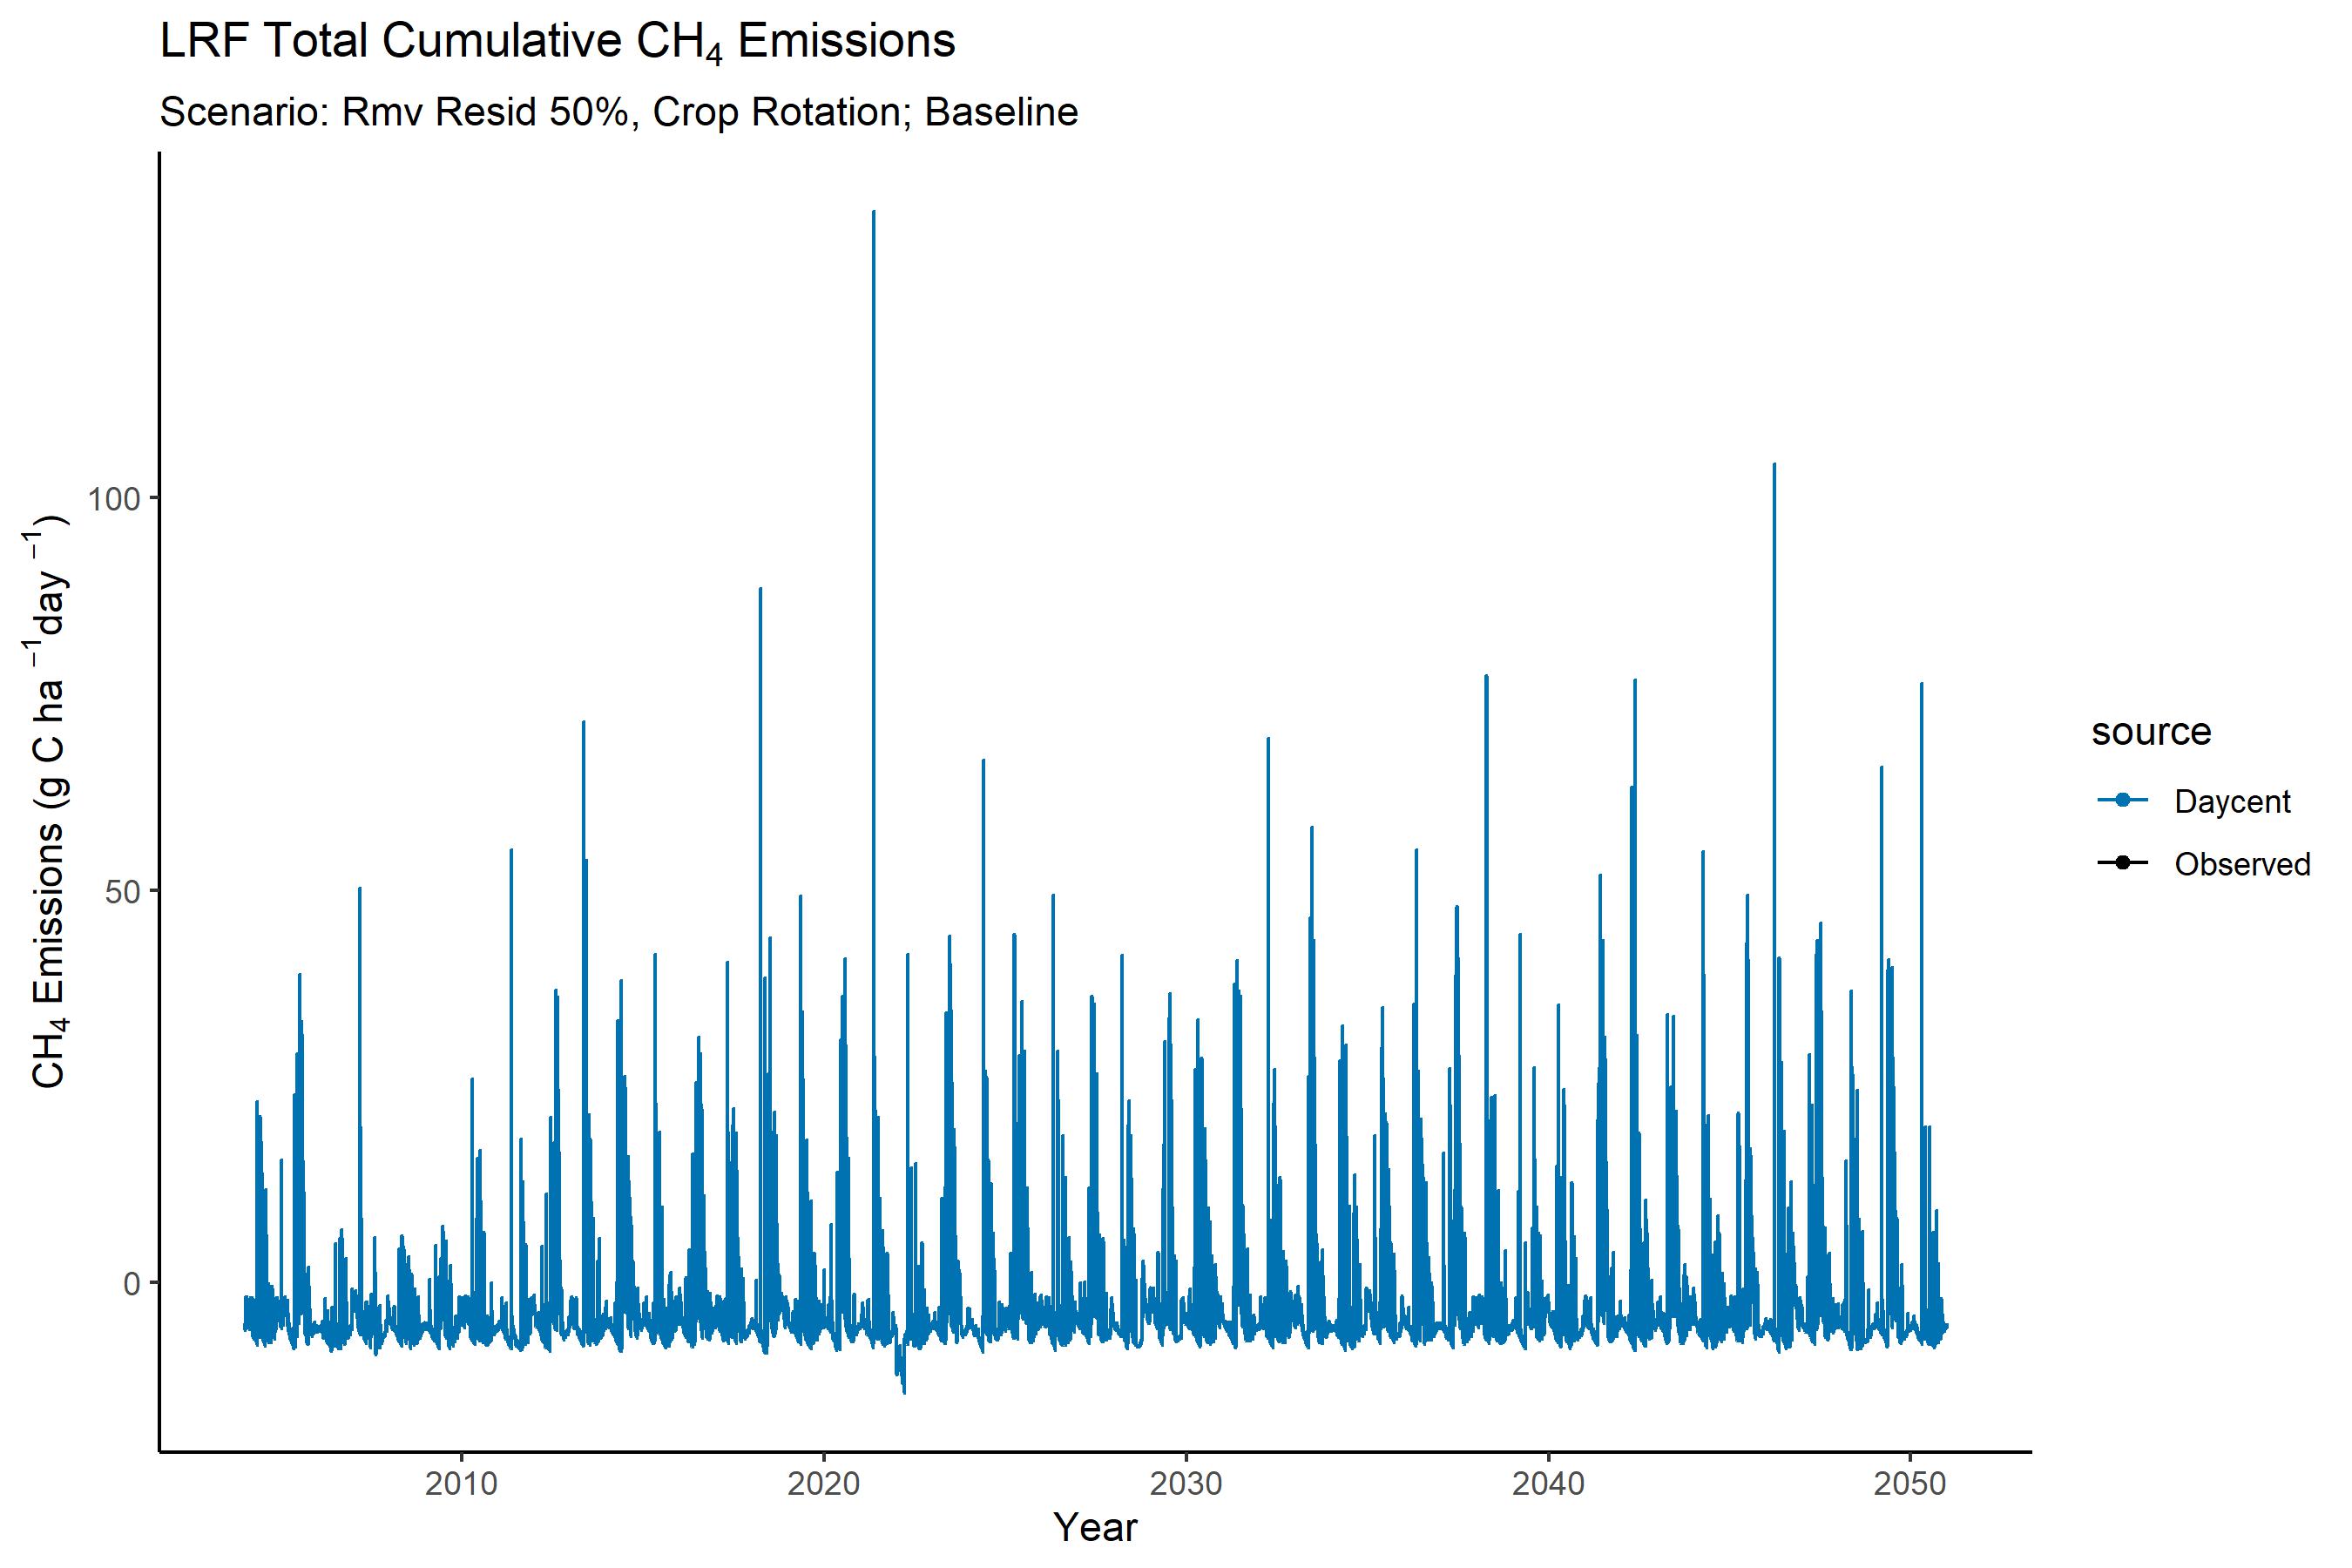 LRF Total Cumulative CH₄ Emissions
Scenario: Rmv Resid 50%, Crop Rotation; Baseline
CH₄ Emissions (g C ha ⁻¹day ⁻¹)
100
50
0
2010
2020
2030
2040
2050
Year
source
Daycent
Observed